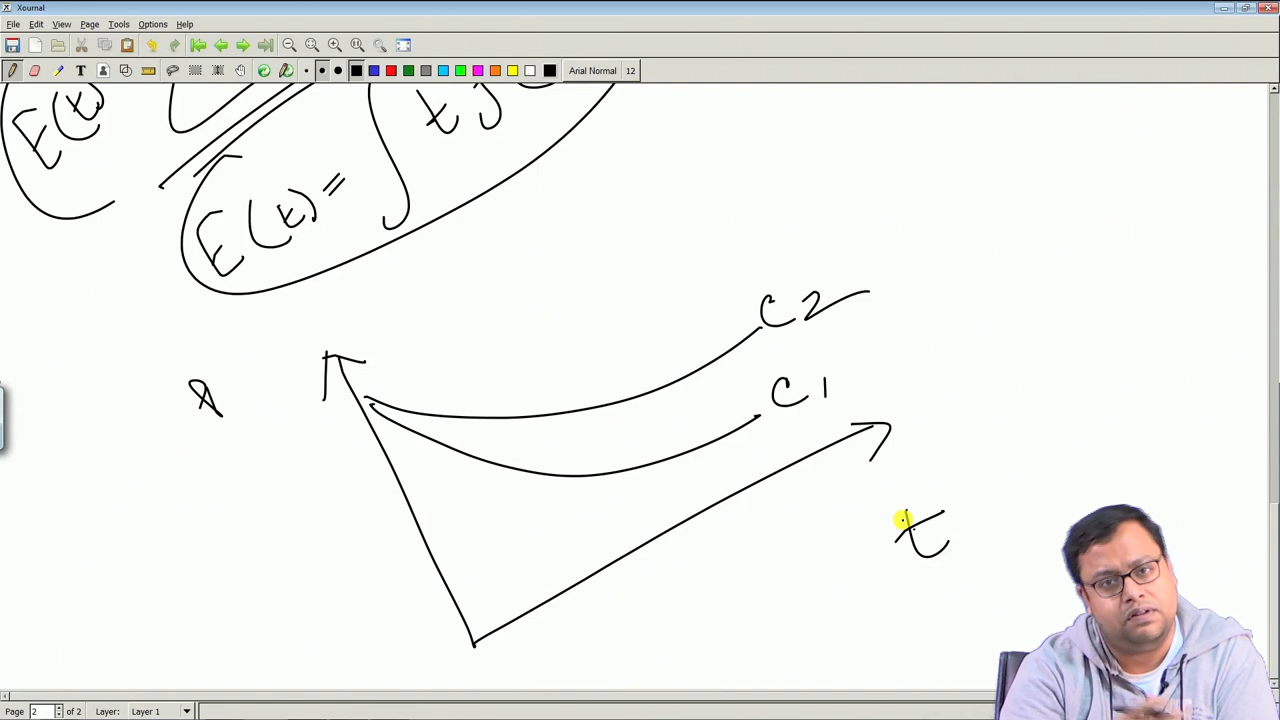 Xournal
File Edit View Page Tools Options Help
Arial Normal 12
E(t)
E(t) = ∫ t
C2
C1
t
Page 2 of 2 Layer: Layer 1